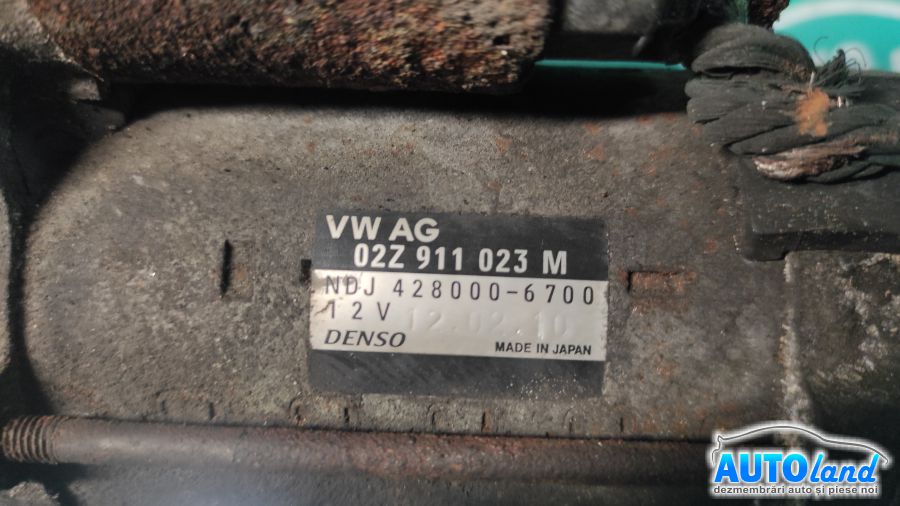 VW AG
02Z 911 023 M
NDJ 428000-6700
12V 12.02.10
DENSO MADE IN JAPAN
AUTOland
dezmembrări auto și piese noi